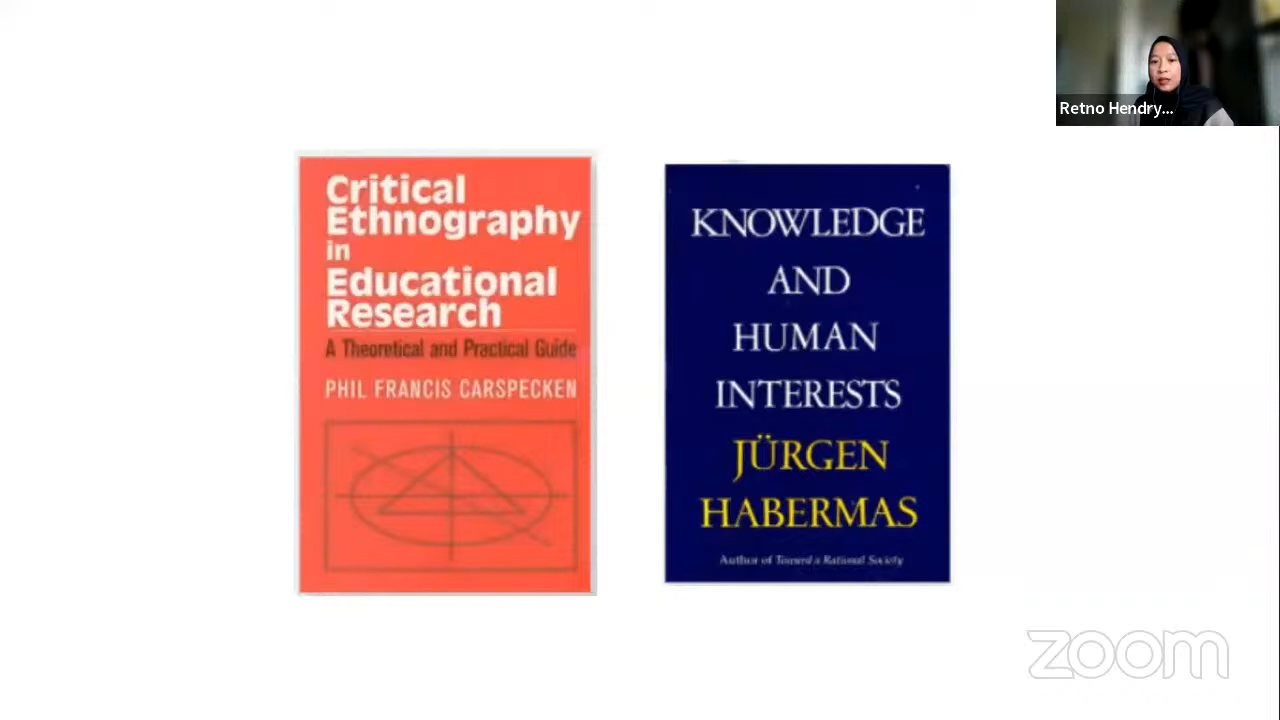 Retno Hendry...
Critical
Ethnography
in
Educational
Research
A Theoretical and Practical Guide
PHIL FRANCIS CARSPECKEN
KNOWLEDGE
AND
HUMAN
INTERESTS
JÜRGEN
HABERMAS
Author of Toward a Rational Society
zoom